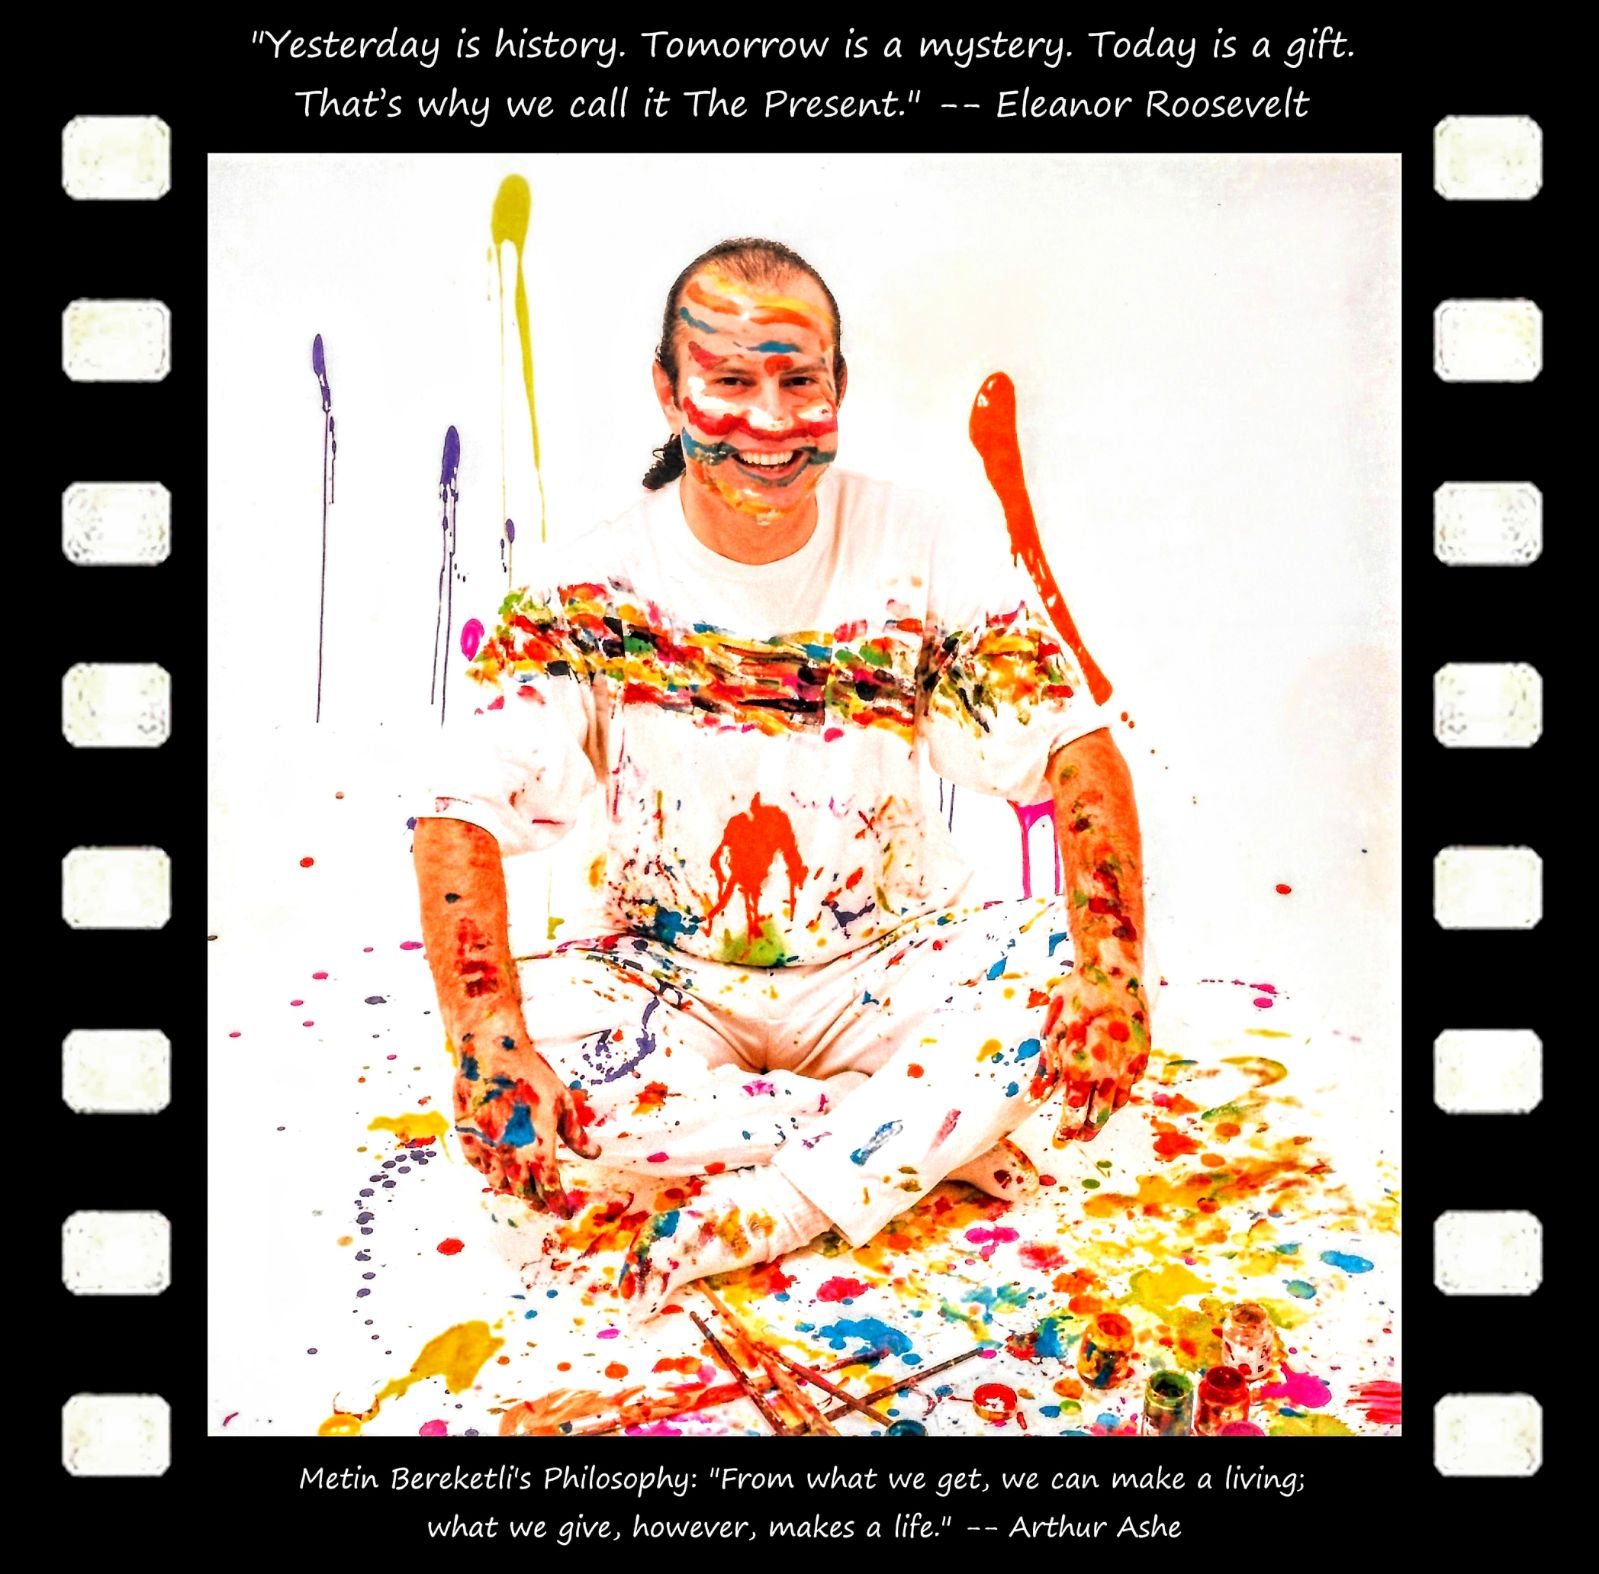 "Yesterday is history. Tomorrow is a mystery. Today is a gift.
That's why we call it The Present." -- Eleanor Roosevelt
Metin Bereketli's Philosophy: "From what we get, we can make a living;
what we give, however, makes a life." -- Arthur Ashe